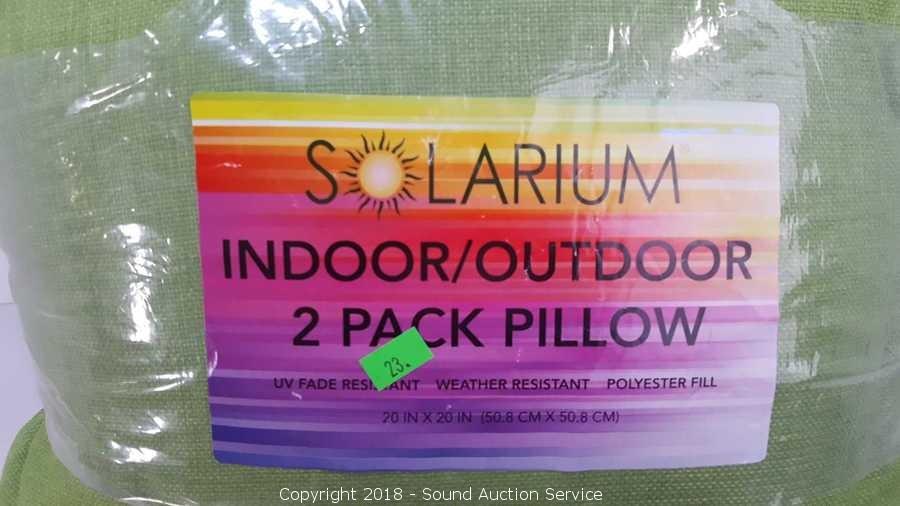 SOLARIUM
INDOOR/OUTDOOR
2 PACK PILLOW
23.
UV FADE RESISTANT WEATHER RESISTANT POLYESTER FILL
20 IN X 20 IN (50.8 CM X 50.8 CM)
Copyright 2018 - Sound Auction Service